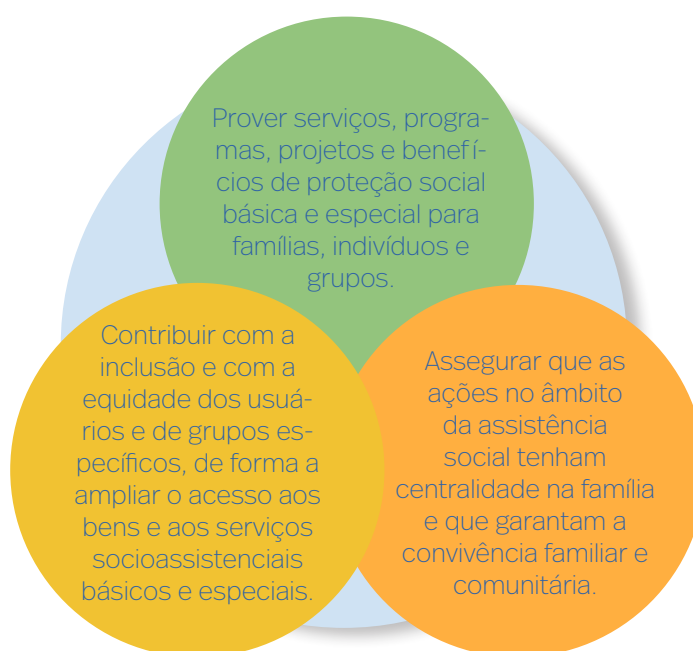 Prover serviços, progra-
mas, projetos e benefí-
cios de proteção social
básica e especial para
famílias, indivíduos e
grupos.
Contribuir com a
inclusão e com a
equidade dos usuá-
rios e de grupos es-
pecíficos, de forma a
ampliar o acesso aos
bens e aos serviços
socioassistenciais
básicos e especiais.
Assegurar que as
ações no âmbito
da assistência
social tenham
centralidade na família
e que garantam a
convivência familiar e
comunitária.